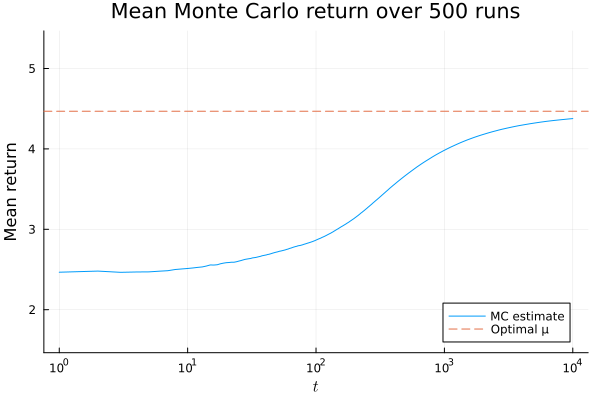 Mean Monte Carlo return over 500 runs
Mean return
5
4
3
2
MC estimate
Optimal μ
10⁰ 10¹ 10² 10³ 10⁴
t